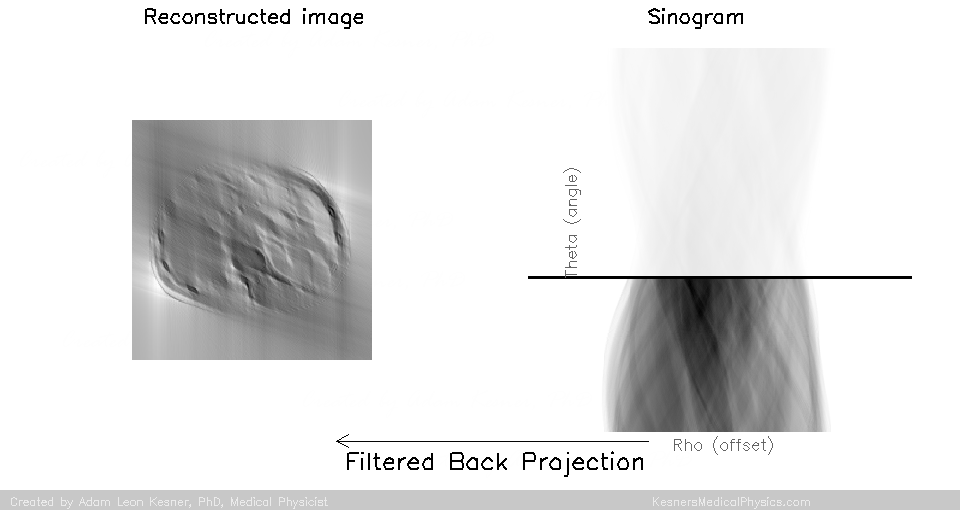 Reconstructed image
Sinogram
Theta (angle)
Rho (offset)
Filtered Back Projection
Created by Adam Leon Kesner, PhD, Medical Physicist
KesnersMedicalPhysics.com